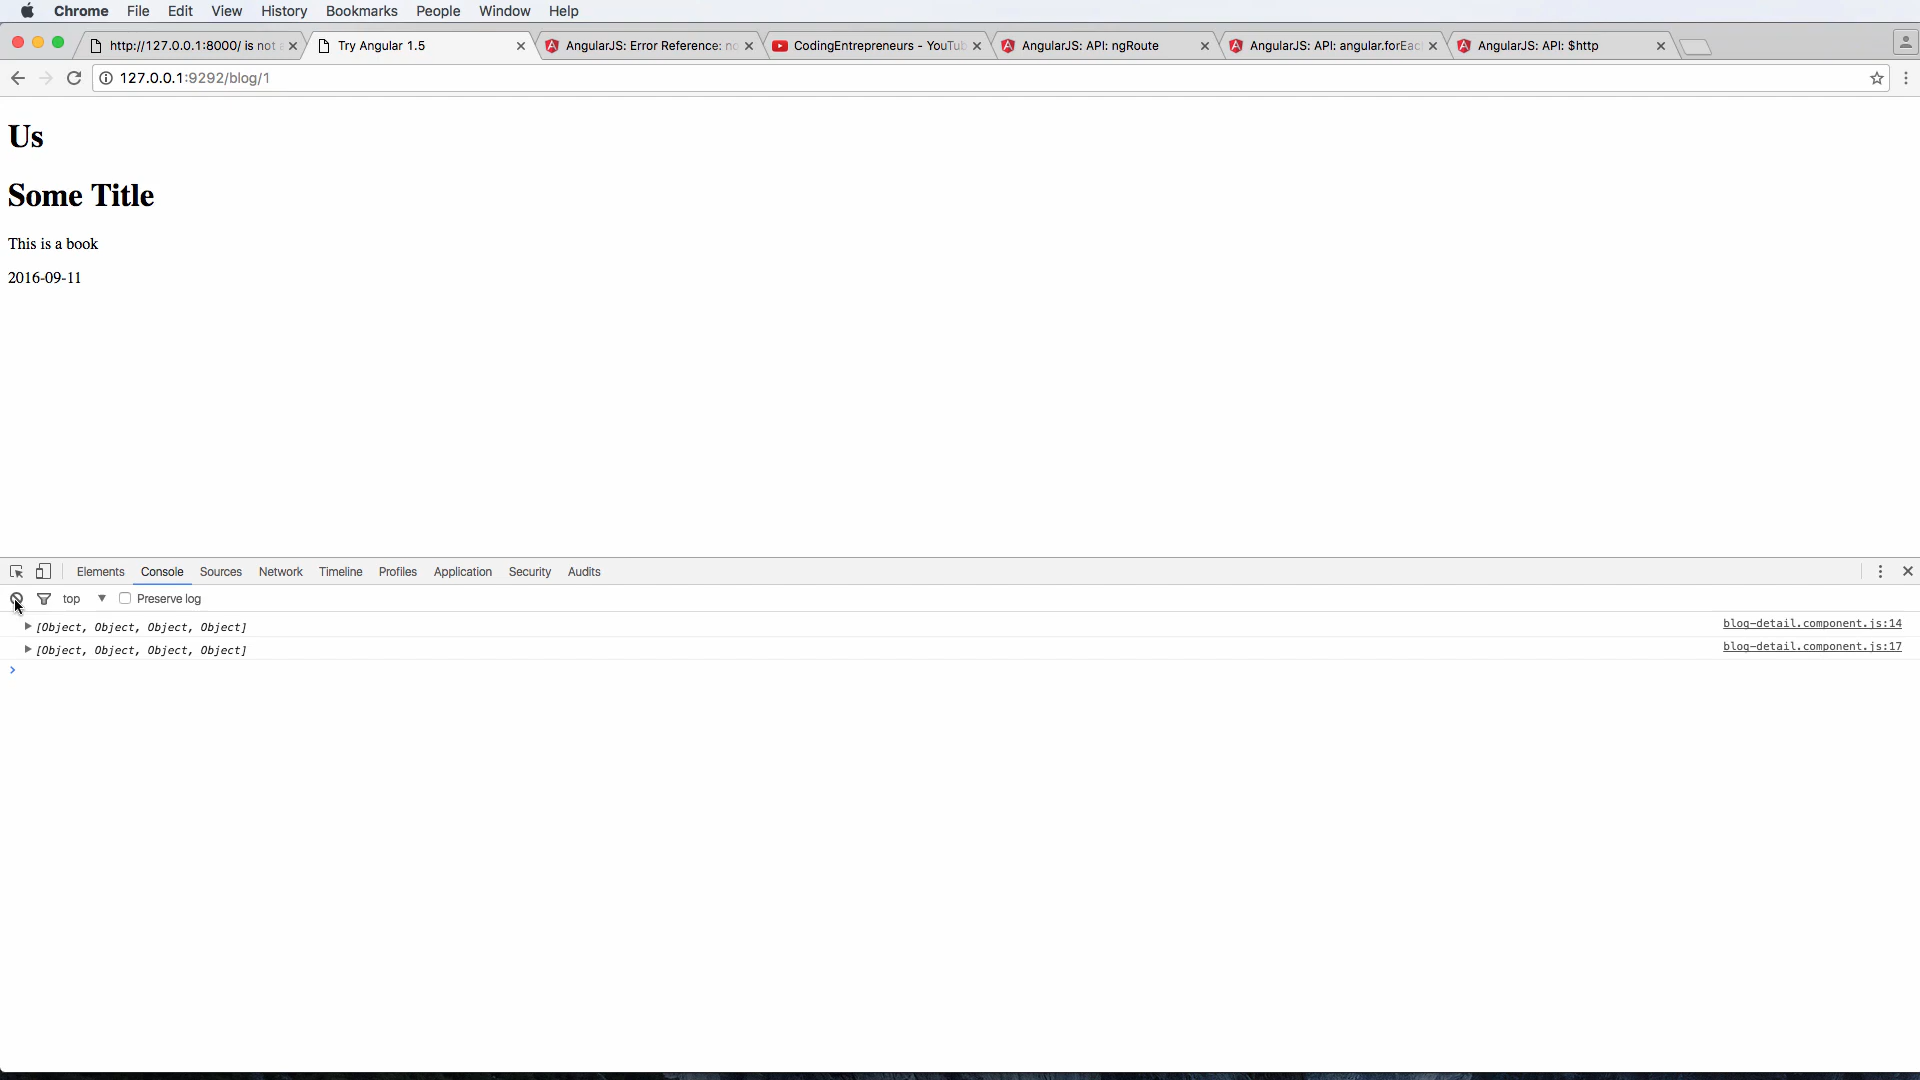 Chrome File Edit View History Bookmarks People Window Help
http://127.0.0.1:8000/ is not
Try Angular 1.5
AngularJS: Error Reference:
CodingEntrepreneurs - YouTub
AngularJS: API: ngRoute
AngularJS: API: angular.forEac
AngularJS: API: $http
127.0.0.1:9292/blog/1
Us
Some Title
This is a book
2016-09-11
Elements Console Sources Network Timeline Profiles Application Security Audits
top Preserve log
[Object, Object, Object, Object] blog-detail.component.js:14
[Object, Object, Object, Object] blog-detail.component.js:17